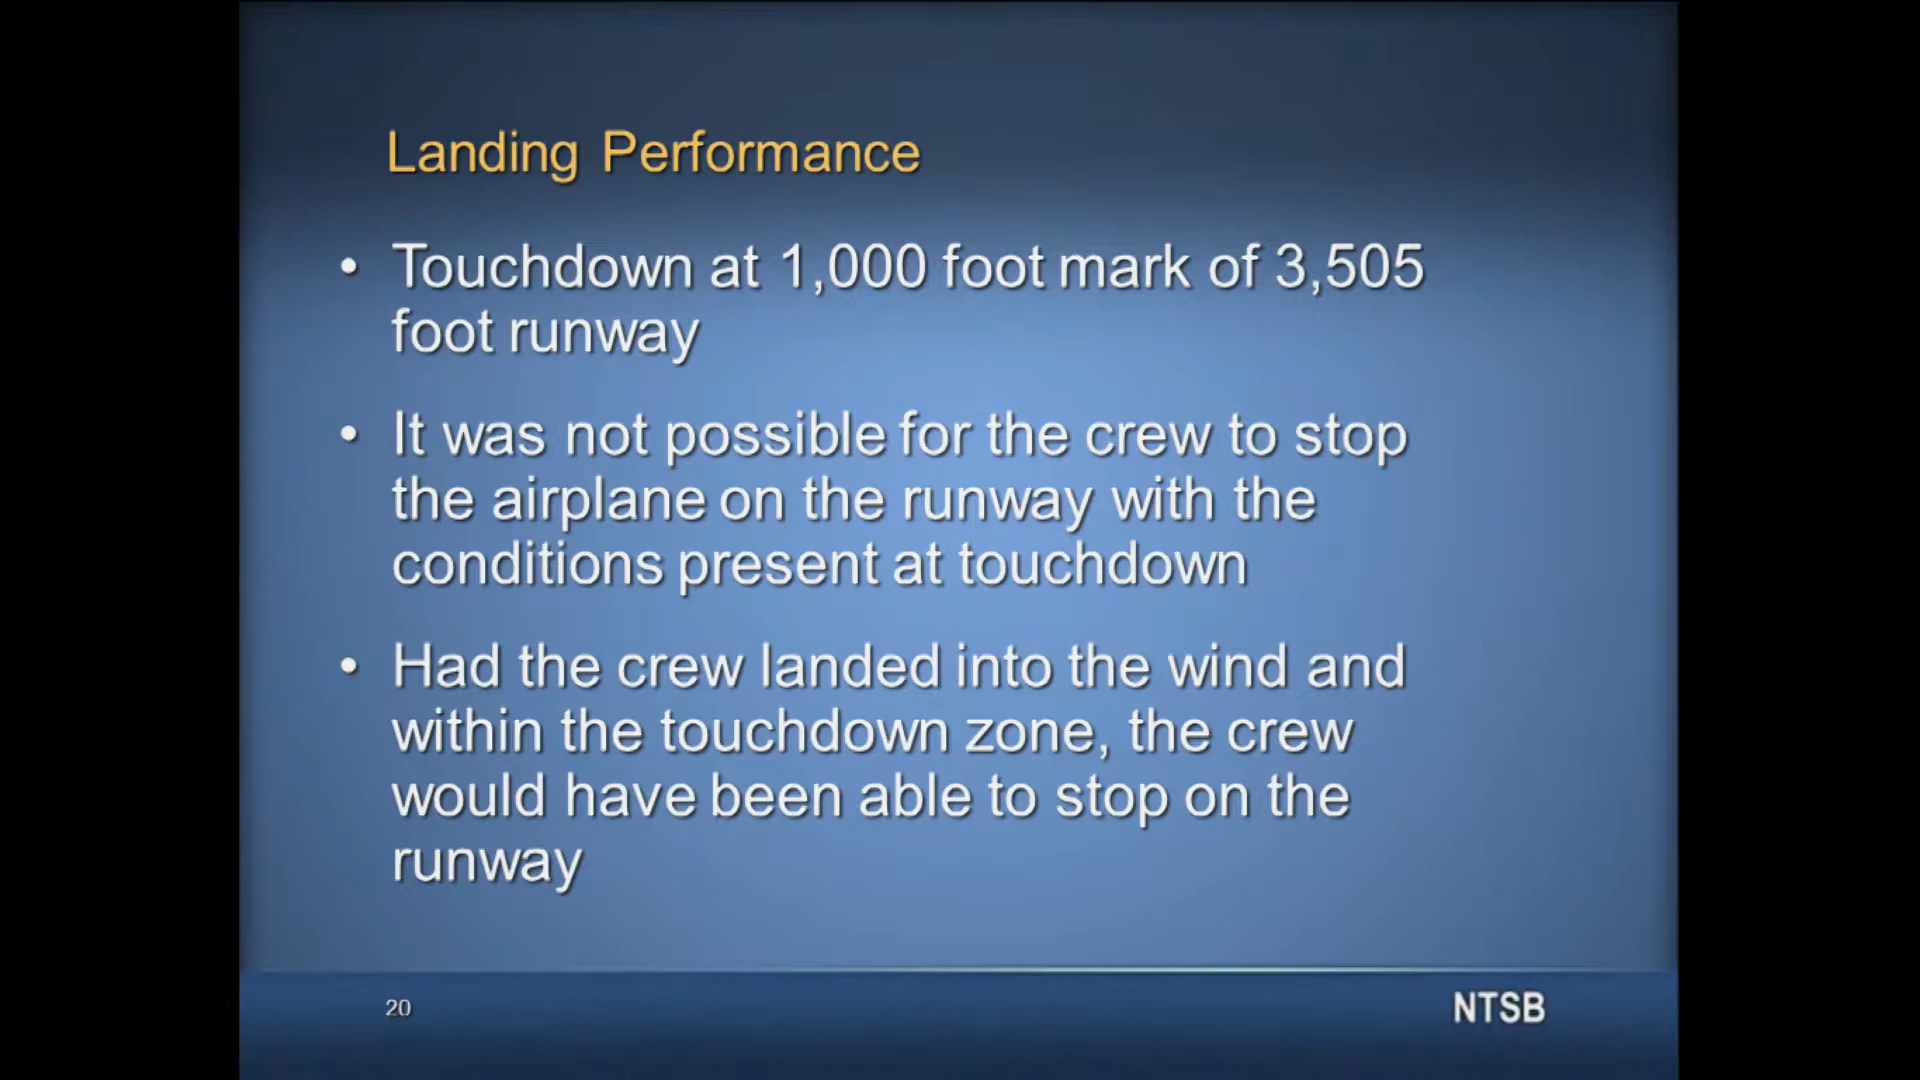 Landing Performance
• Touchdown at 1,000 foot mark of 3,505
foot runway
• It was not possible for the crew to stop
the airplane on the runway with the
conditions present at touchdown
• Had the crew landed into the wind and
within the touchdown zone, the crew
would have been able to stop on the
runway
20
NTSB